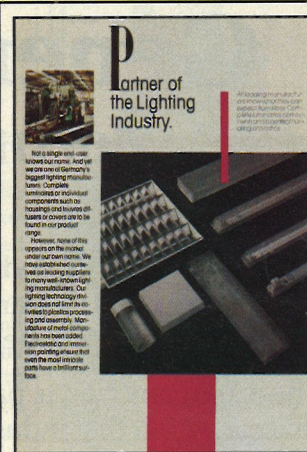 Partner of
the Lighting
Industry.
Not a single end-user
knows our name. And yet
we are one of Germany's
biggest lighting manufac-
turers. Complete
luminaires or individual
components such as
housings and louvres dif-
fusers or covers are to be
found in our product
range.
However, none of this
appears on the market
under our own name. We
have established ourse-
lves as leading suppliers
to many well-known light-
ing manufacturers. Our
lighting technology divi-
sion does not limit its ac-
tivities to plastics process-
ing and assembly. Man-
ufacture of metal compo-
nents has been added.
Electrostatic and immer-
sion painting ensure that
even the most intricate
parts have a brilliant sur-
face.